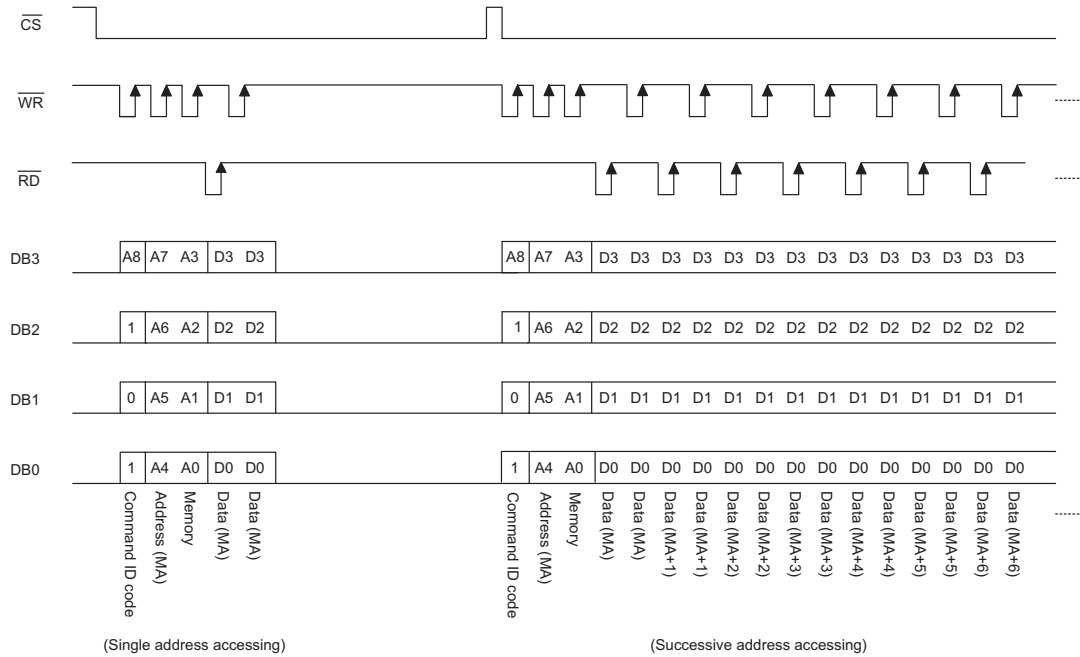 CS
WR
RD
DB3 A8 A7 A3 D3 D3 A8 A7 A3 D3 D3 D3 D3 D3 D3 D3 D3 D3 D3 D3 D3 D3 D3
DB2 1 A6 A2 D2 D2 1 A6 A2 D2 D2 D2 D2 D2 D2 D2 D2 D2 D2 D2 D2 D2 D2
DB1 0 A5 A1 D1 D1 0 A5 A1 D1 D1 D1 D1 D1 D1 D1 D1 D1 D1 D1 D1 D1 D1
DB0 1 A4 A0 D0 D0 1 A4 A0 D0 D0 D0 D0 D0 D0 D0 D0 D0 D0 D0 D0 D0 D0
Command ID code
Address (MA)
Memory
Data (MA)
Data (MA)
Command ID code
Address (MA)
Memory
Data (MA)
Data (MA)
Data (MA+1)
Data (MA+1)
Data (MA+2)
Data (MA+2)
Data (MA+3)
Data (MA+3)
Data (MA+4)
Data (MA+4)
Data (MA+5)
Data (MA+5)
Data (MA+6)
Data (MA+6)
(Single address accessing)
(Successive address accessing)